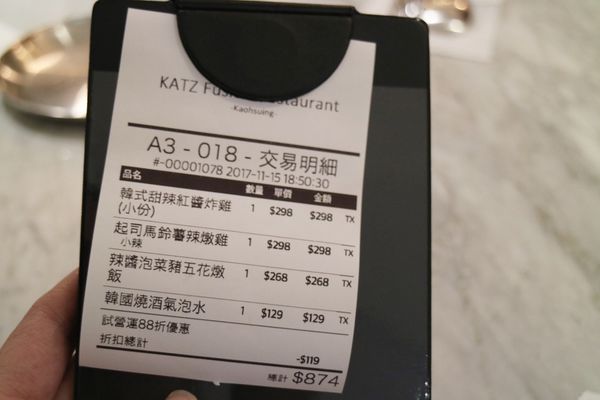 KATZ Fus
taurant
-Kaohsuing-
A3 - 018 - 交易明細
#-00001078 2017-11-15 18:50:30
品名 數量 單價 金額
韓式甜辣紅醬炸雞 1 $298 $298 TX
(小份)
起司馬鈴薯辣燉雞 1 $298 $298 TX
小辣
辣醬泡菜豬五花燉 1 $268 $268 TX
飯
韓國燒酒氣泡水 1 $129 $129 TX
試營運88折優惠
折扣總計 -$119
總計 $874